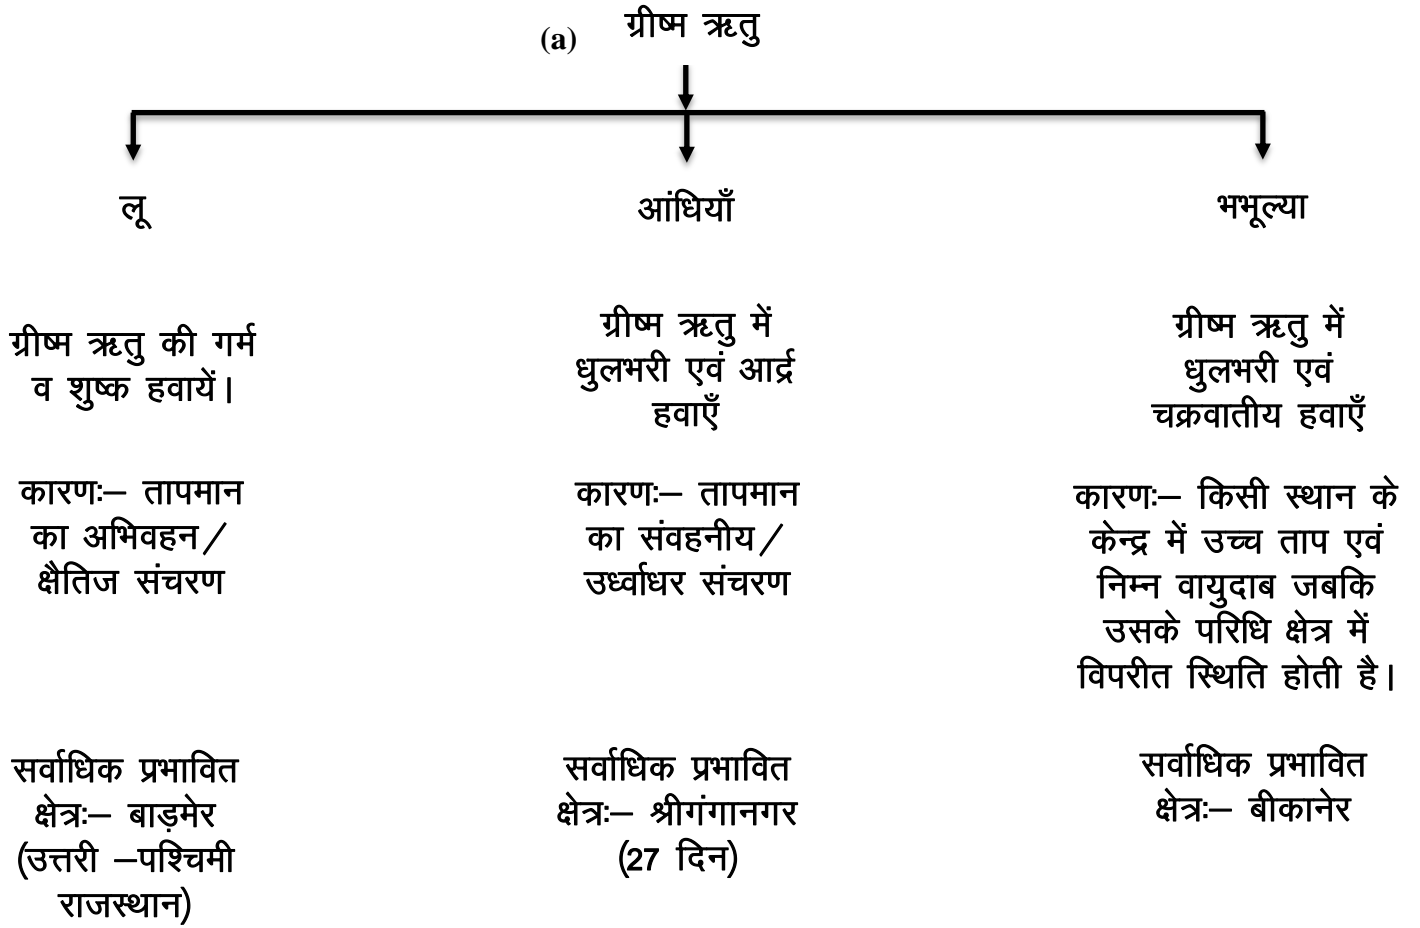 (a) ग्रीष्म ऋतु
लू
आंधियाँ
भभूल्या
ग्रीष्म ऋतु की गर्म
व शुष्क हवायें।
कारणः– तापमान
का अभिवहन/
क्षैतिज संचरण
सर्वाधिक प्रभावित
क्षेत्रः– बाड़मेर
(उत्तरी –पश्चिमी
राजस्थान)
ग्रीष्म ऋतु में
धुलभरी एवं आर्द्र
हवाएँ
कारणः– तापमान
का संवहनीय/
उर्ध्वाधर संचरण
सर्वाधिक प्रभावित
क्षेत्रः– श्रीगंगानगर
(27 दिन)
ग्रीष्म ऋतु में
धुलभरी एवं
चक्रवातीय हवाएँ
कारणः– किसी स्थान के
केन्द्र में उच्च ताप एवं
निम्न वायुदाब जबकि
उसके परिधि क्षेत्र में
विपरीत स्थिति होती है।
सर्वाधिक प्रभावित
क्षेत्रः– बीकानेर